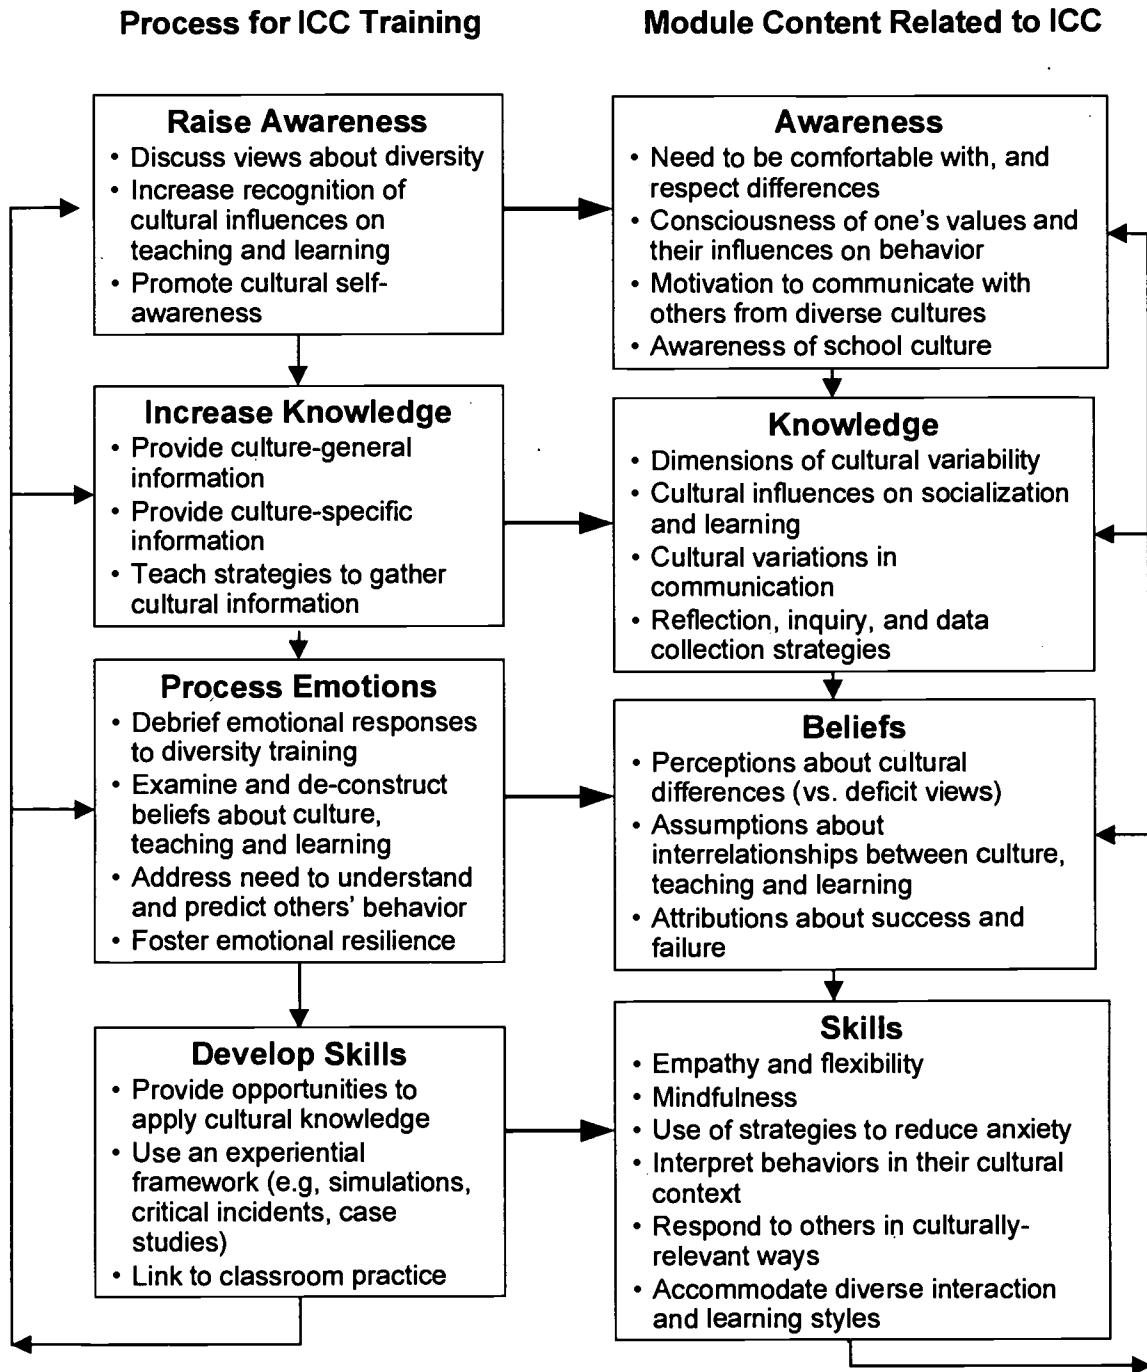 Process for ICC Training
Module Content Related to ICC
Raise Awareness
• Discuss views about diversity
• Increase recognition of
cultural influences on
teaching and learning
• Promote cultural self-
awareness
Increase Knowledge
• Provide culture-general
information
• Provide culture-specific
information
• Teach strategies to gather
cultural information
Process Emotions
• Debrief emotional responses
to diversity training
• Examine and de-construct
beliefs about culture,
teaching and learning
• Address need to understand
and predict others' behavior
• Foster emotional resilience
Develop Skills
• Provide opportunities to
apply cultural knowledge
• Use an experiential
framework (e.g, simulations,
critical incidents, case
studies)
• Link to classroom practice
Awareness
• Need to be comfortable with, and
respect differences
• Consciousness of one's values and
their influences on behavior
• Motivation to communicate with
others from diverse cultures
• Awareness of school culture
Knowledge
• Dimensions of cultural variability
• Cultural influences on socialization
and learning
• Cultural variations in
communication
• Reflection, inquiry, and data
collection strategies
Beliefs
• Perceptions about cultural
differences (vs. deficit views)
• Assumptions about
interrelationships between culture,
teaching and learning
• Attributions about success and
failure
Skills
• Empathy and flexibility
• Mindfulness
• Use of strategies to reduce anxiety
• Interpret behaviors in their cultural
context
• Respond to others in culturally-
relevant ways
• Accommodate diverse interaction
and learning styles